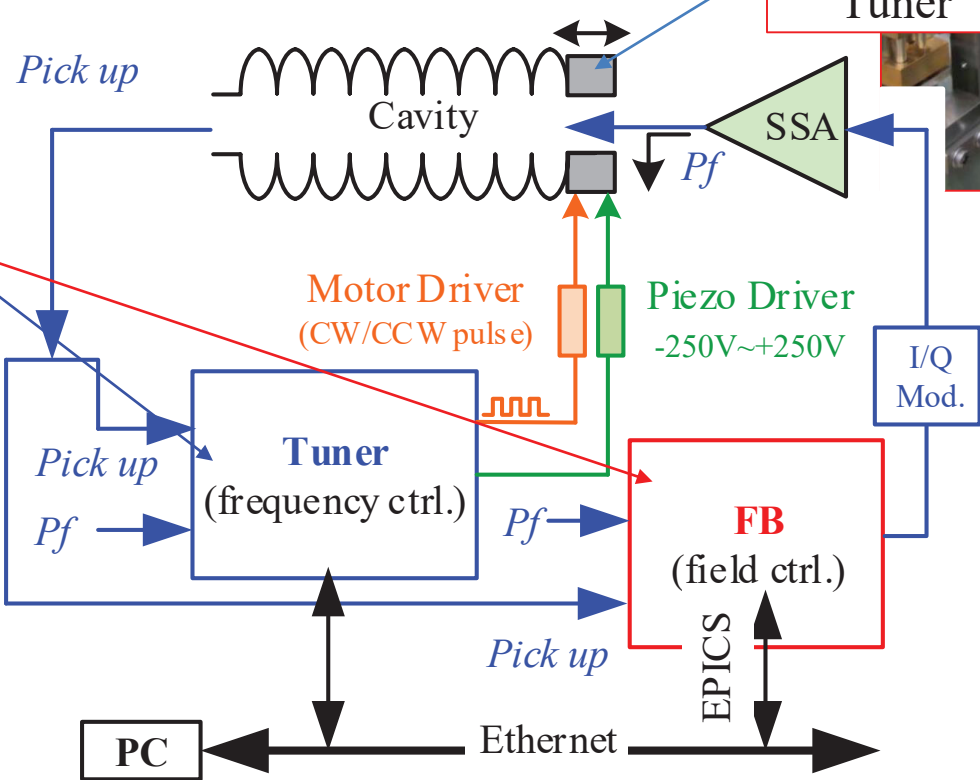 Tuner
Pick up
Cavity
SSA
Pf
Motor Driver
(CW/CCW pulse)
Piezo Driver
-250V~+250V
I/Q
Mod.
Tuner
(frequency ctrl.)
Pick up
Pf
Pf
FB
(field ctrl.)
Pick up
EPICS
Ethernet
PC